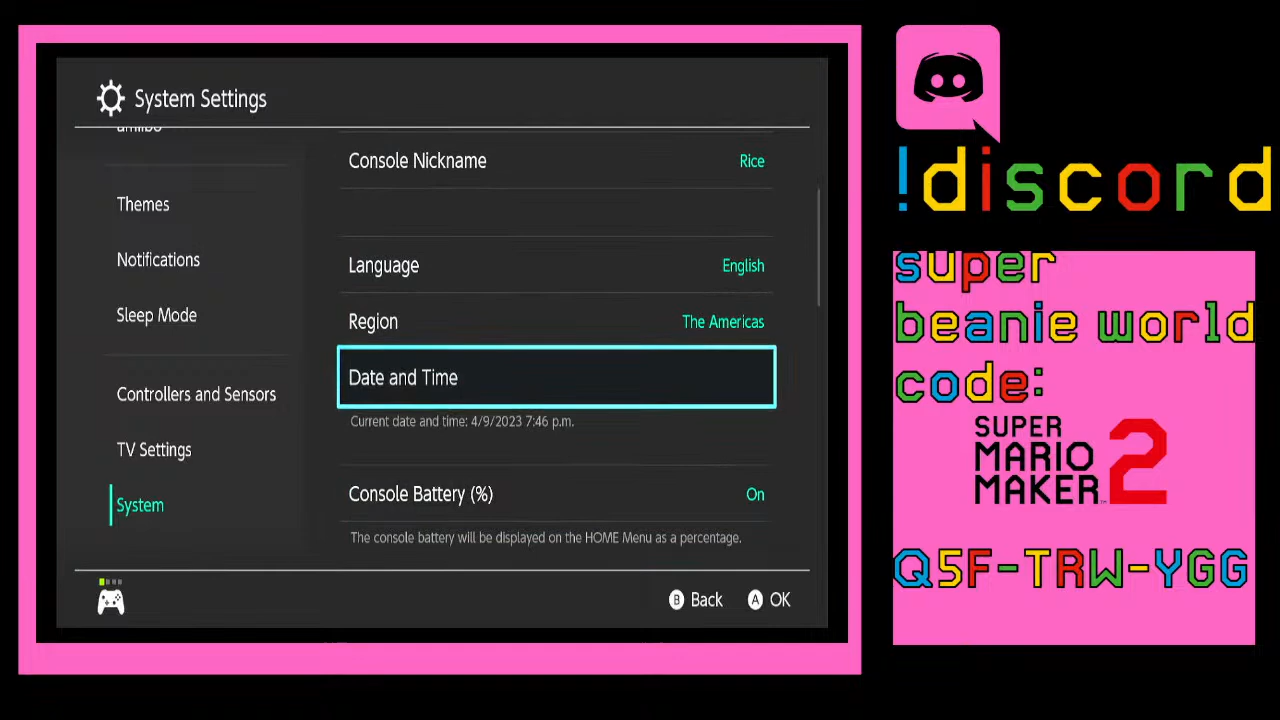 System Settings
amiibo
Themes
Notifications
Sleep Mode
Controllers and Sensors
TV Settings
System
Console Nickname Rice
Language English
Region The Americas
Date and Time
Current date and time: 4/9/2023 7:46 p.m.
Console Battery (%) On
The console battery will be displayed on the HOME Menu as a percentage.
B Back A OK
!discord
super
beanie world
code:
SUPER
MARIO
MAKER 2
Q5F-TRW-YGG